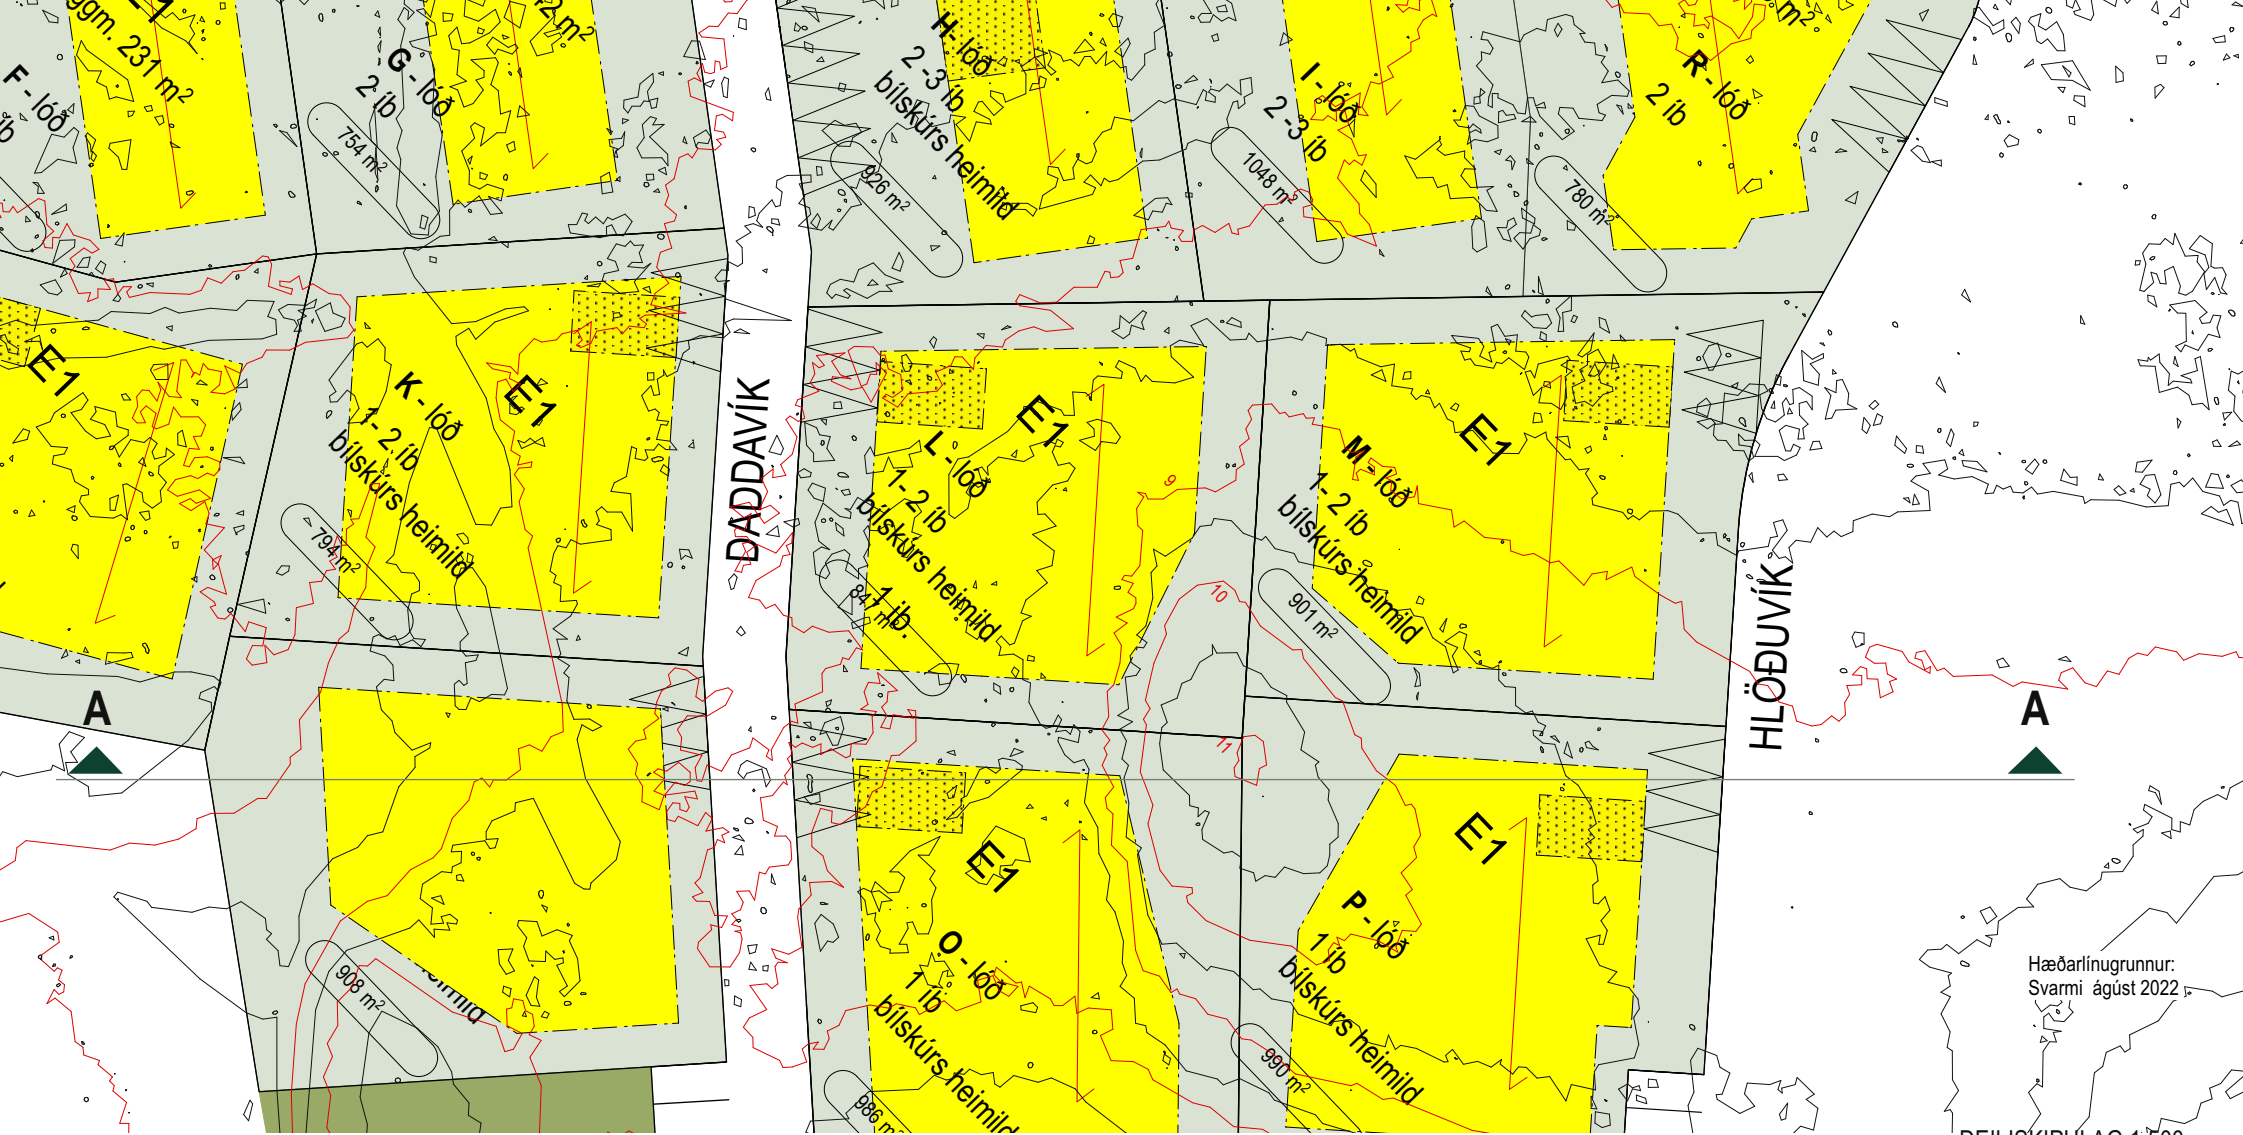 ggm. 231 m²
F - lóð
G - lóð
2 íb
754 m²
H - lóð
2 -3 íb
bílskúrs heimild
926 m²
I - lóð
2 -3 íb
1048 m²
R - lóð
2 íb
780 m²
E1
K - lóð
1- 2 íb
bílskúrs heimild
E1
794 m²
DADDAVÍK
L - lóð
1- 2 íb
bílskúrs heimild
E1
1 íb.
9
10
11
M - lóð
1- 2 íb
bílskúrs heimild
E1
901 m²
HLÖÐUVÍK
A
A
908 m²
O - lóð
1 íb
bílskúrs heimild
E1
986 m²
P - lóð
1 íb
bílskúrs heimild
E1
990 m²
Hæðarlínugrunnur:
Svarmi ágúst 2022